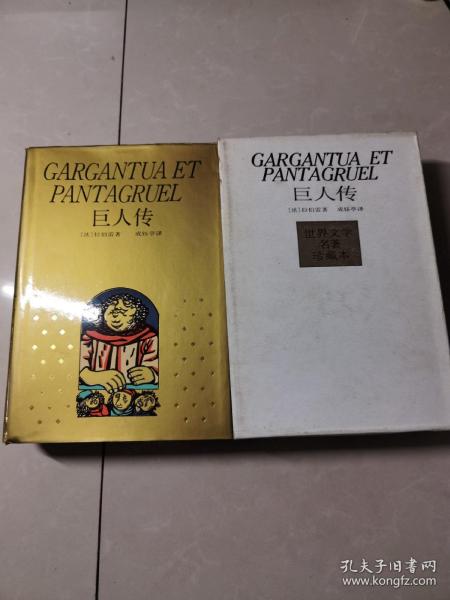 GARGANTUA ET
PANTAGRUEL
巨人传
[法]拉伯雷著 成钰亭译
GARGANTUA ET
PANTAGRUEL
巨人传
[法]拉伯雷著 成钰亭译
世界文学
名著
珍藏本
孔夫子旧书网
www.kongfz.com